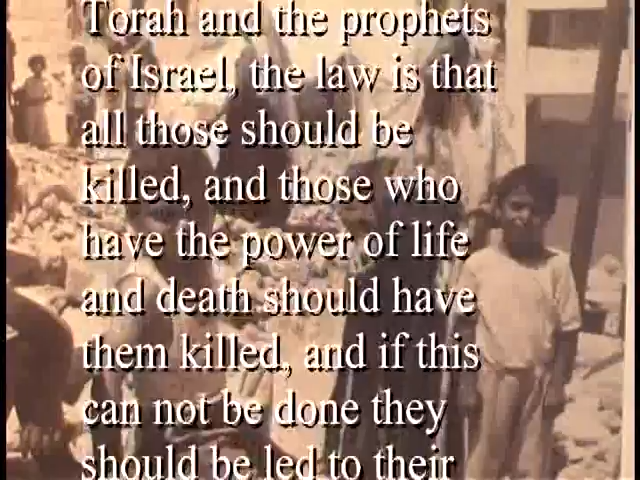 Torah and the prophets
of Israel, the law is that
all those should be
killed, and those who
have the power of life
and death should have
them killed, and if this
can not be done they
should be led to their